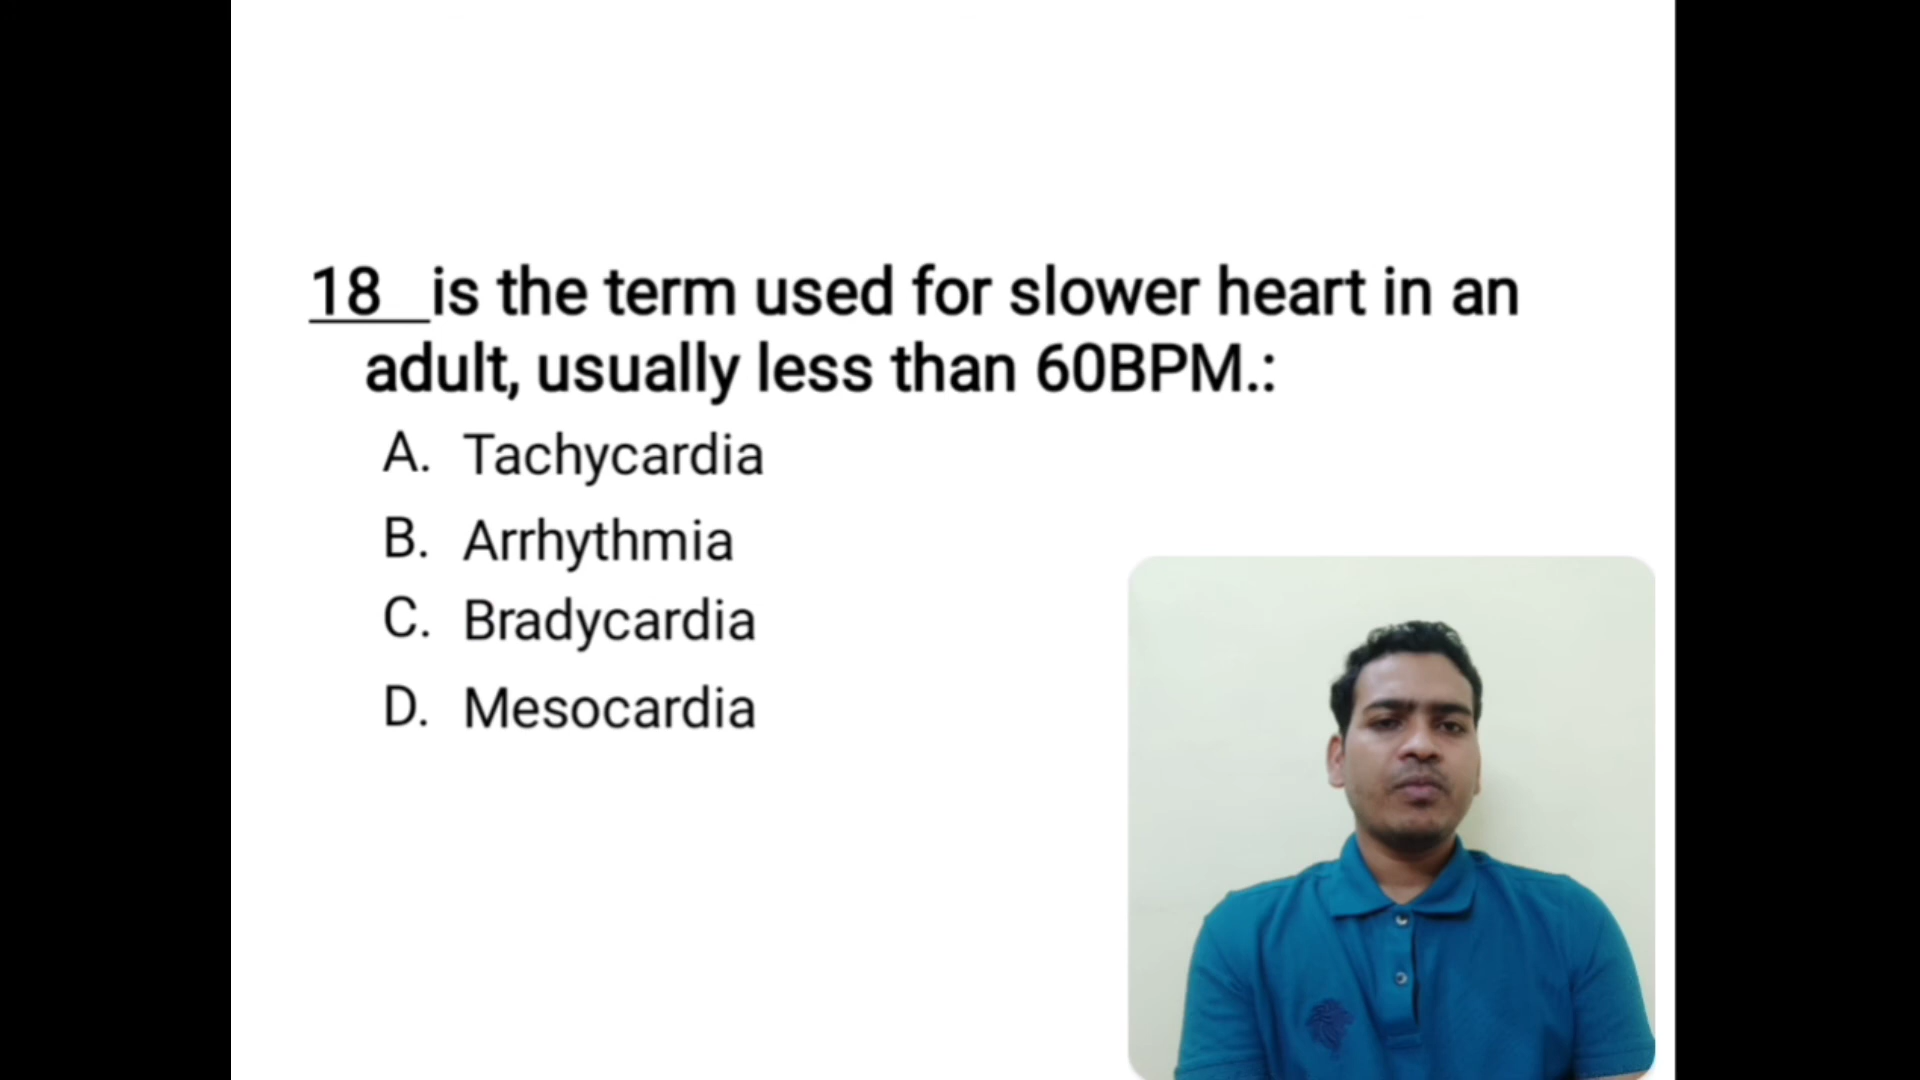 18   is the term used for slower heart in an
adult, usually less than 60BPM.:
A. Tachycardia
B. Arrhythmia
C. Bradycardia
D. Mesocardia